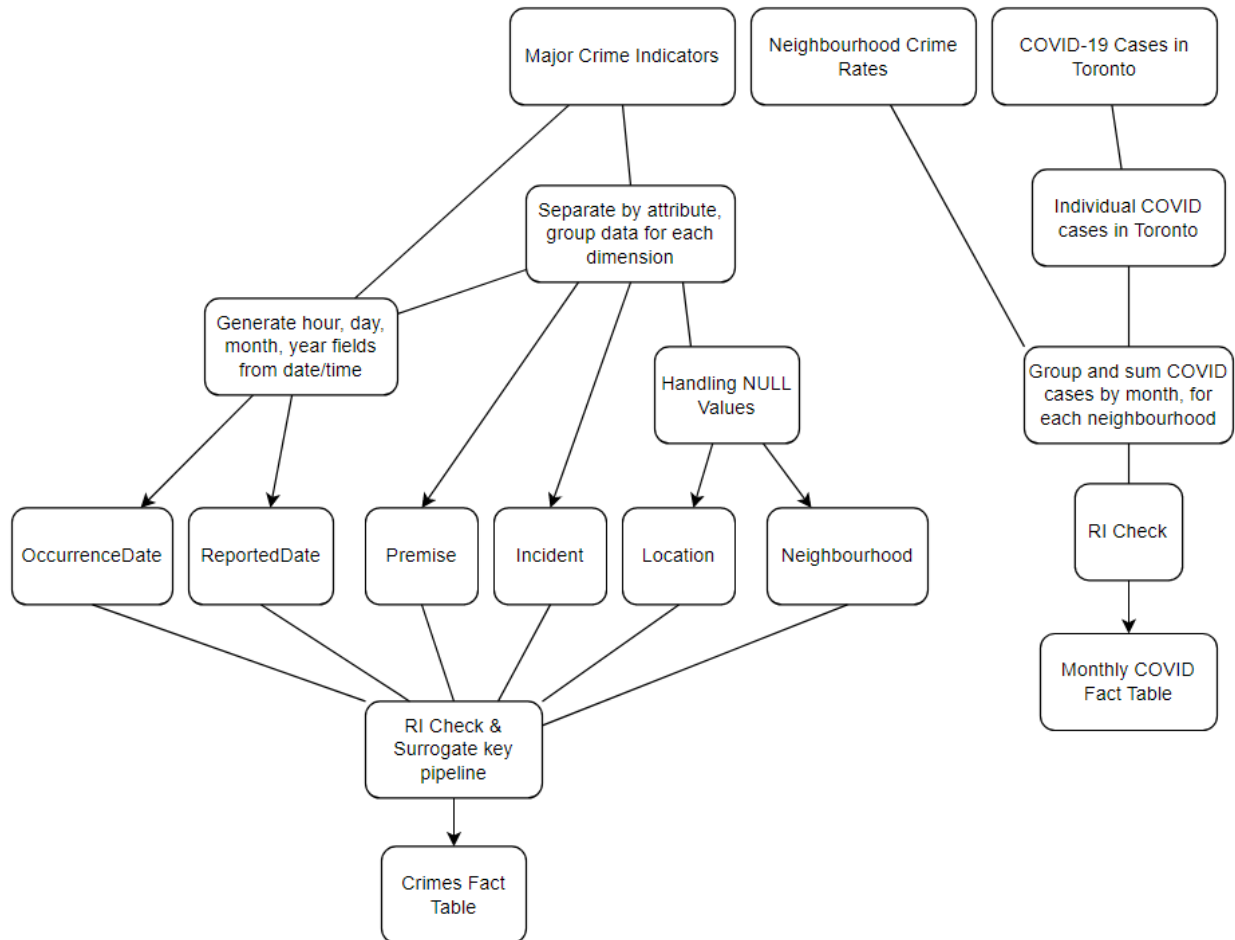 Major Crime Indicators
Neighbourhood Crime
Rates
COVID-19 Cases in
Toronto
Individual COVID
cases in Toronto
Separate by attribute,
group data for each
dimension
Generate hour, day,
month, year fields
from date/time
Handling NULL
Values
Group and sum COVID
cases by month, for
each neighbourhood
OccurrenceDate
ReportedDate
Premise
Incident
Location
Neighbourhood
RI Check
Monthly COVID
Fact Table
RI Check &
Surrogate key
pipeline
Crimes Fact
Table